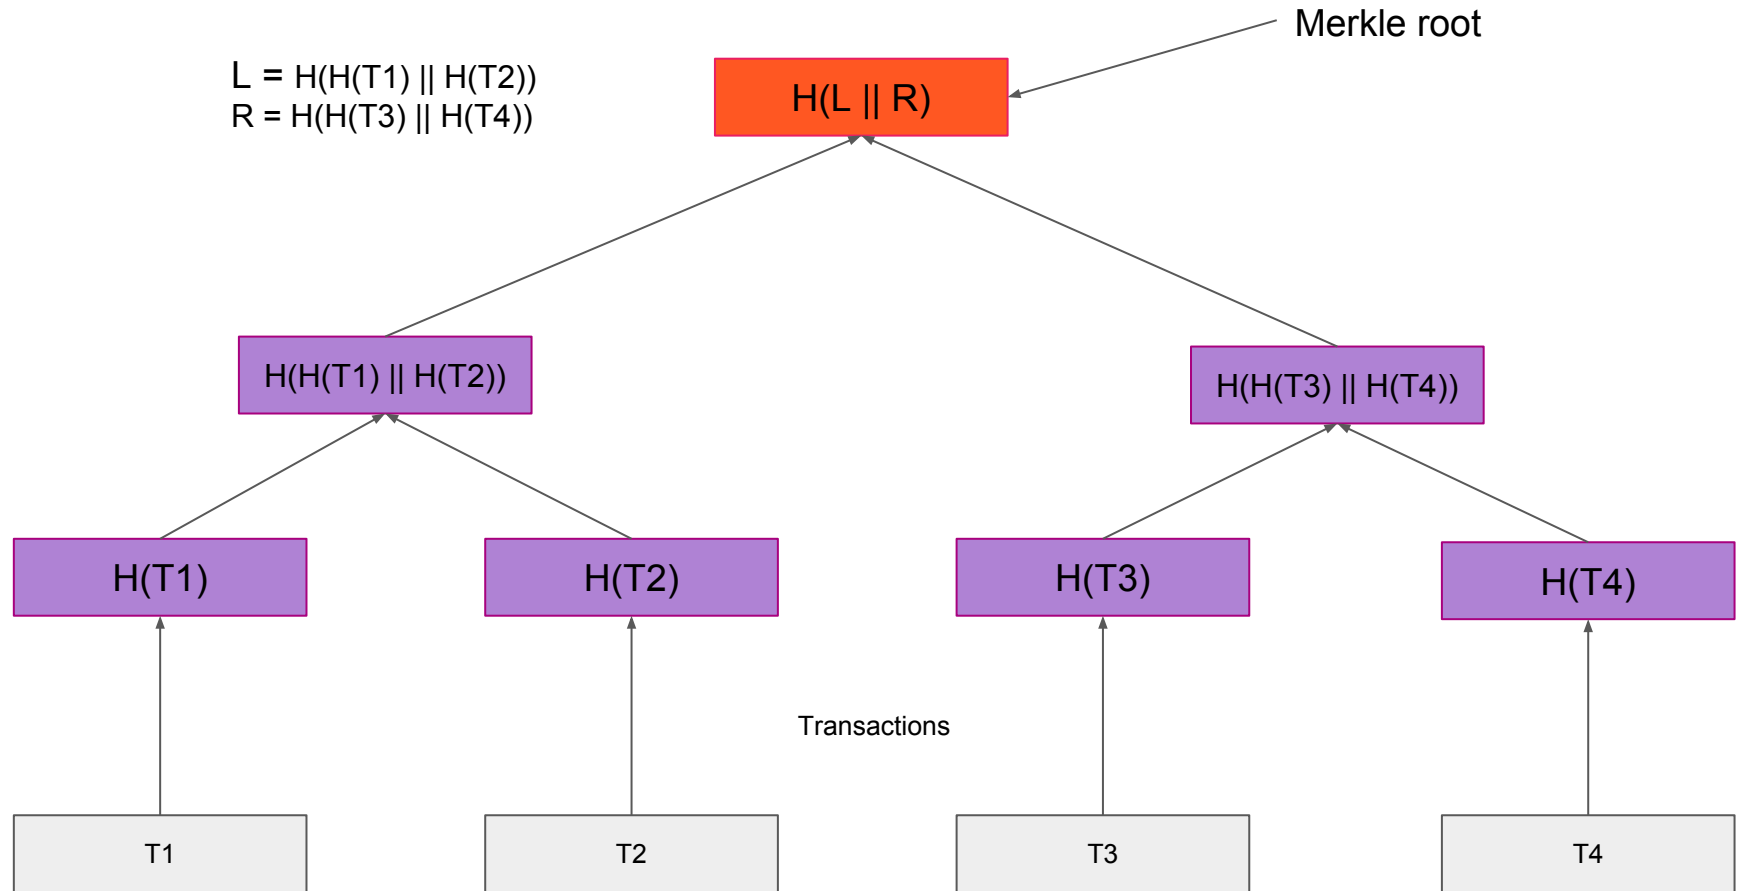 Merkle root
L = H(H(T1) || H(T2))
R = H(H(T3) || H(T4))
H(L || R)
H(H(T1) || H(T2))
H(H(T3) || H(T4))
H(T1)
H(T2)
H(T3)
H(T4)
Transactions
T1
T2
T3
T4